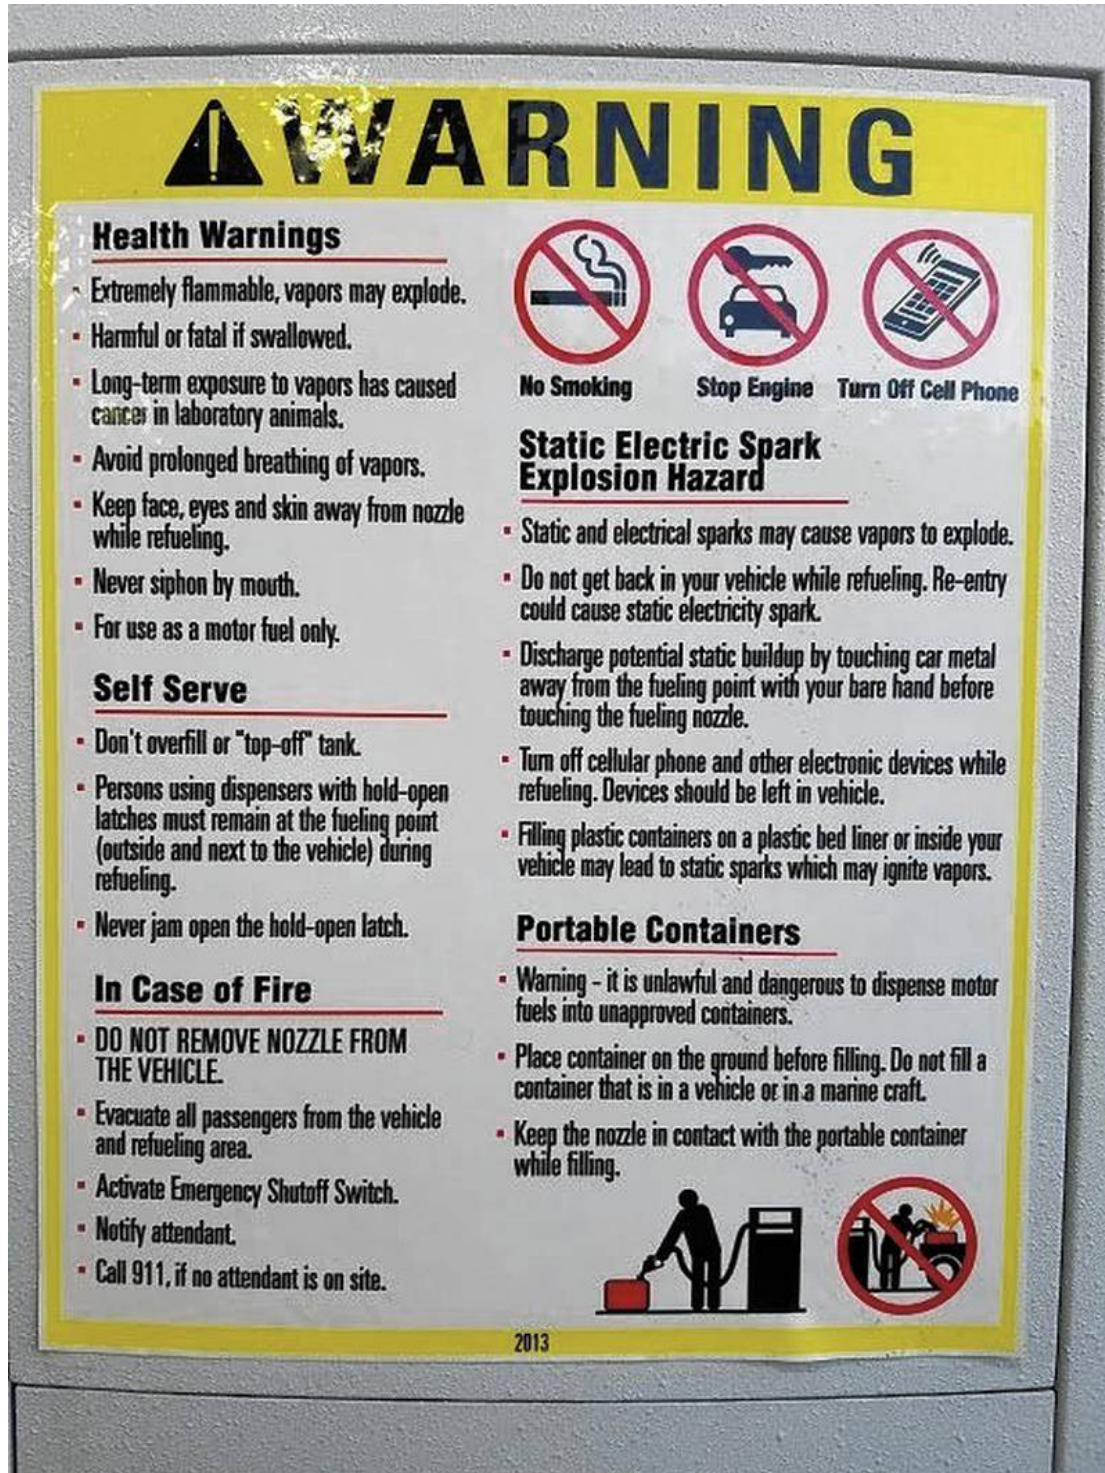 WARNING
Health Warnings
Extremely flammable, vapors may explode.
Harmful or fatal if swallowed.
Long-term exposure to vapors has caused
cancer in laboratory animals.
Avoid prolonged breathing of vapors.
Keep face, eyes and skin away from nozzle
while refueling.
Never siphon by mouth.
For use as a motor fuel only.
Self Serve
Don't overfill or "top-off" tank.
Persons using dispensers with hold-open
latches must remain at the fueling point
(outside and next to the vehicle) during
refueling.
Never jam open the hold-open latch.
In Case of Fire
DO NOT REMOVE NOZZLE FROM
THE VEHICLE.
Evacuate all passengers from the vehicle
and refueling area.
Activate Emergency Shutoff Switch.
Notify attendant.
Call 911, if no attendant is on site.
No Smoking
Stop Engine
Turn Off Cell Phone
Static Electric Spark
Explosion Hazard
Static and electrical sparks may cause vapors to explode.
Do not get back in your vehicle while refueling. Re-entry
could cause static electricity spark.
Discharge potential static buildup by touching car metal
away from the fueling point with your bare hand before
touching the fueling nozzle.
Turn off cellular phone and other electronic devices while
refueling. Devices should be left in vehicle.
Filling plastic containers on a plastic bed liner or inside your
vehicle may lead to static sparks which may ignite vapors.
Portable Containers
Warning - it is unlawful and dangerous to dispense motor
fuels into unapproved containers.
Place container on the ground before filling. Do not fill a
container that is in a vehicle or in a marine craft.
Keep the nozzle in contact with the portable container
while filling.
2013